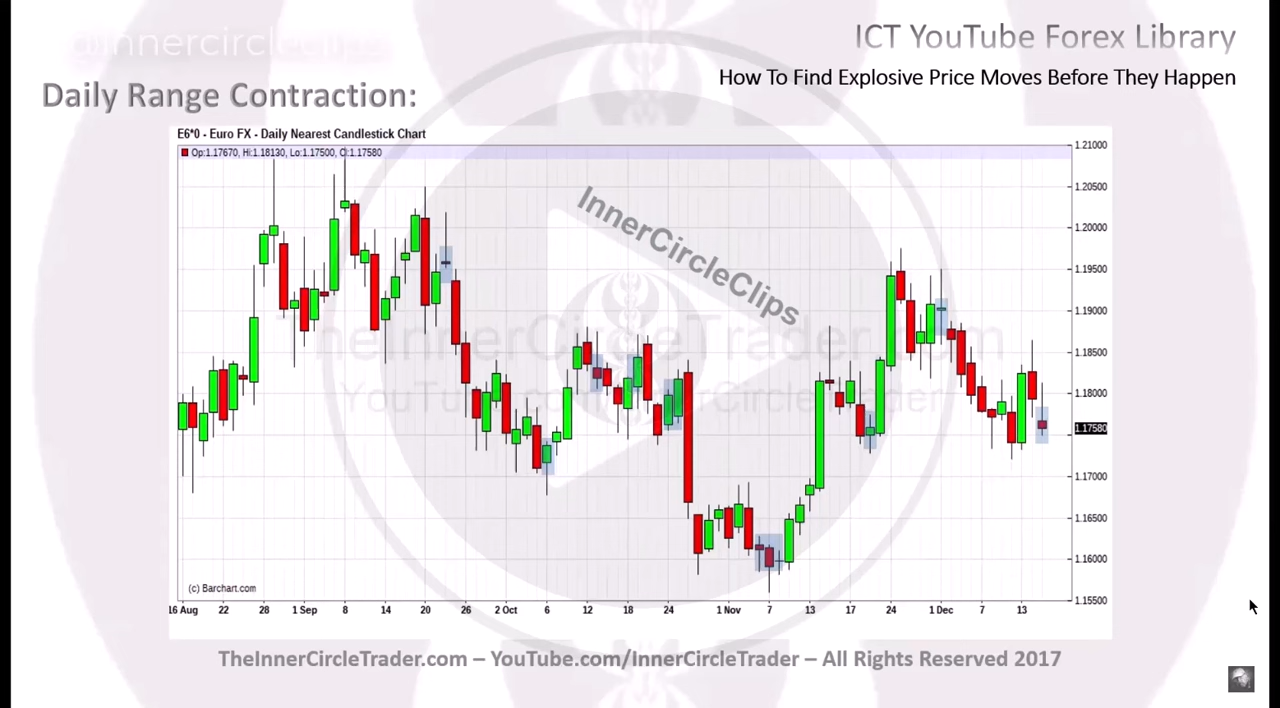 @innercircleclips
ICT YouTube Forex Library
How To Find Explosive Price Moves Before They Happen
Daily Range Contraction:
E6*0 - Euro FX - Daily Nearest Candlestick Chart
Op:1.17670, Hi:1.18130, Lo:1.17500, Cl:1.17580
1.21000
1.20500
1.20000
1.19500
1.19000
1.18500
1.18000
1.17580
1.17000
1.16500
1.16000
1.15500
InnerCircleClips
TheInnerCircleTrader.com
(c) Barchart.com
16 Aug 22 28 1 Sep 8 14 20 26 2 Oct 6 12 18 24 1 Nov 7 13 17 24 1 Dec 7 13
TheInnerCircleTrader.com – YouTube.com/InnerCircleTrader – All Rights Reserved 2017